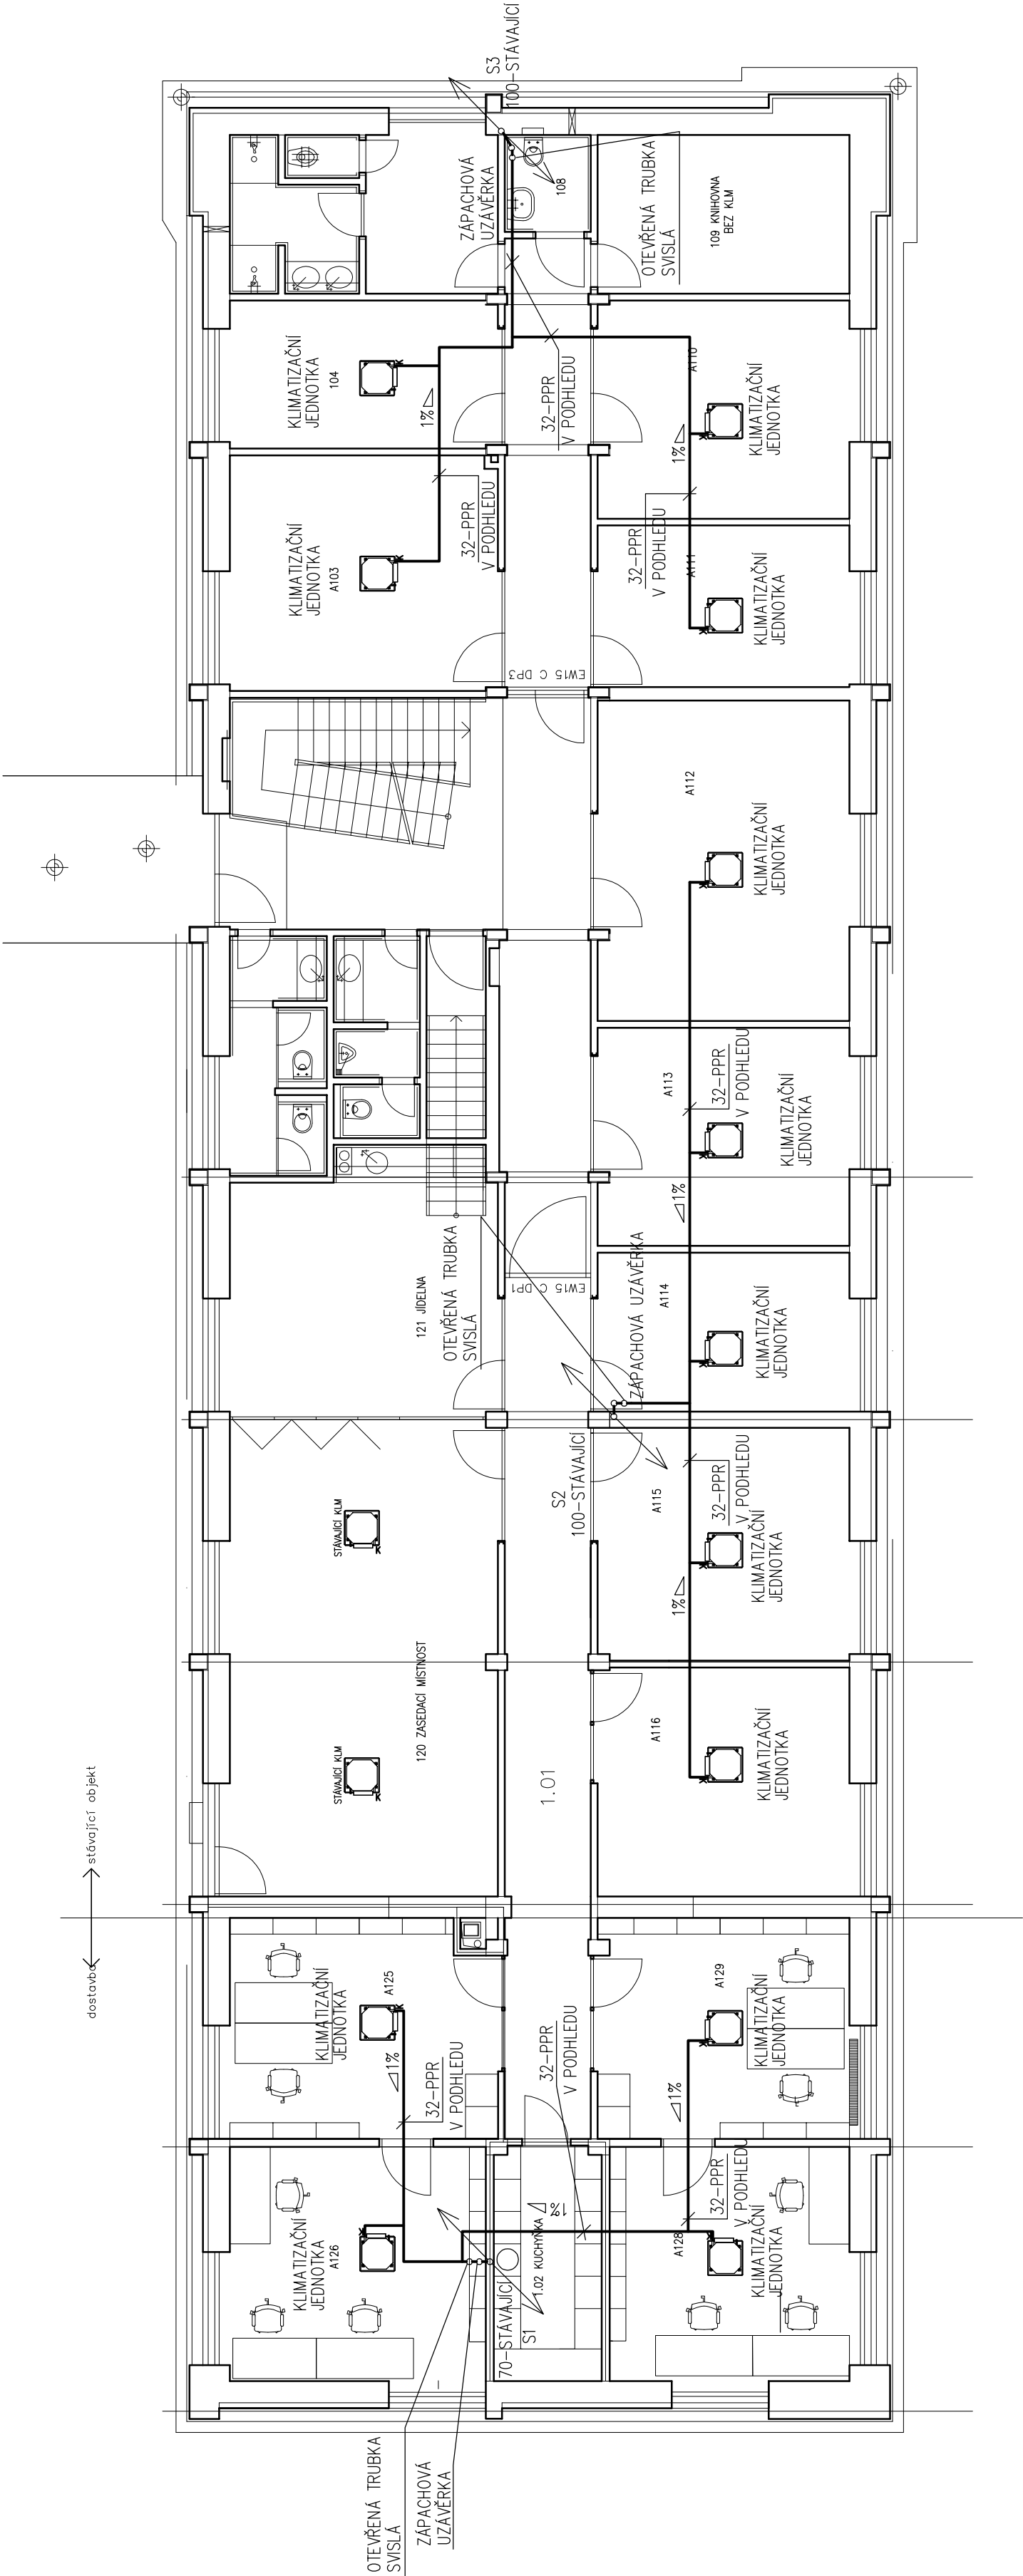 S3
100-STÁVAJÍCÍ
ZÁPACHOVÁ
UZÁVĚRKA
108
OTEVŘENÁ TRUBKA
SVISLÁ
109 KNIHOVNA
BEZ KLM
KLIMATIZAČNÍ
JEDNOTKA
104
1%
32-PPR
V PODHLEDU
A110
KLIMATIZAČNÍ
JEDNOTKA
1%
KLIMATIZAČNÍ
JEDNOTKA
A103
32-PPR
V PODHLEDU
32-PPR
V PODHLEDU
A111
KLIMATIZAČNÍ
JEDNOTKA
EW15 C DP3
A112
KLIMATIZAČNÍ
JEDNOTKA
A113
32-PPR
V PODHLEDU
KLIMATIZAČNÍ
JEDNOTKA
1%
121 JÍDELNA
OTEVŘENÁ TRUBKA
SVISLÁ
EW15 C DP1
ZÁPACHOVÁ UZÁVĚRKA
A114
KLIMATIZAČNÍ
JEDNOTKA
S2
100-STÁVAJÍCÍ
A115
32-PPR
V PODHLEDU
KLIMATIZAČNÍ
JEDNOTKA
1%
STÁVAJÍCÍ KLM
120 ZASEDACÍ MÍSTNOST
STÁVAJÍCÍ KLM
A116
KLIMATIZAČNÍ
JEDNOTKA
1.01
dostavba
stávající objekt
KLIMATIZAČNÍ
JEDNOTKA
A125
1%
32-PPR
V PODHLEDU
32-PPR
V PODHLEDU
A129
KLIMATIZAČNÍ
JEDNOTKA
1%
32-PPR
V PODHLEDU
KLIMATIZAČNÍ
JEDNOTKA
A126
1.02 KUCHYŇKA
1%
70-STÁVAJÍCÍ
S1
A128
KLIMATIZAČNÍ
JEDNOTKA
OTEVŘENÁ TRUBKA
SVISLÁ
ZÁPACHOVÁ
UZÁVĚRKA